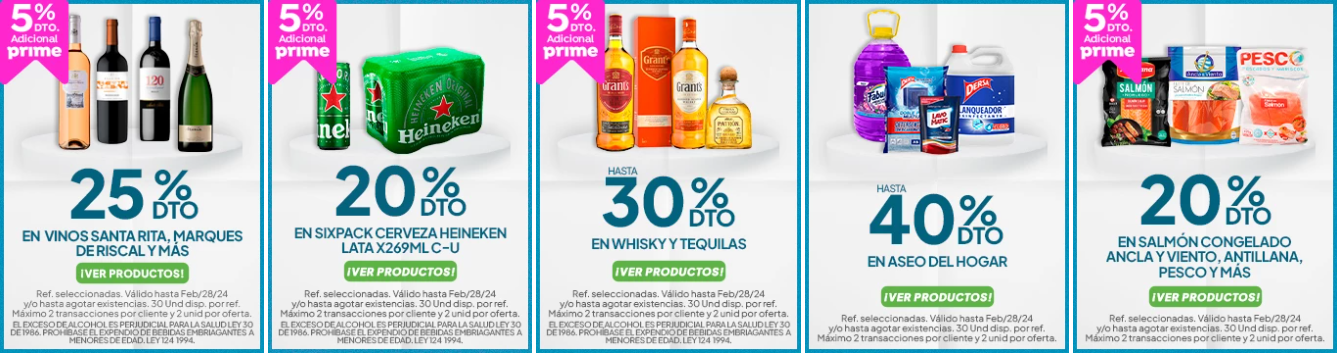 5%
DTO.
Adicional
prime
120
25%
DTO
EN VINOS SANTA RITA, MARQUES
DE RISCAL Y MÁS
¡VER PRODUCTOS!
Ref. seleccionadas. Válido hasta Feb/28/24
y/o hasta agotar existencias. 30 Und disp. por ref.
Máximo 2 transacciones por cliente y 2 unid por oferta.
EL EXCESO DE ALCOHOL ES PERJUDICIAL PARA LA SALUD LEY 30
DE 1986. PROHÍBASE EL EXPENDIO DE BEBIDAS EMBRIAGANTES A
MENORES DE EDAD. LEY 124 1994.
5%
DTO.
Adicional
prime
HEINEKEN ORIGINAL
Heineken
20%
DTO
EN SIXPACK CERVEZA HEINEKEN
LATA X269ML C-U
¡VER PRODUCTOS!
Ref. seleccionadas. Válido hasta Feb/28/24
y/o hasta agotar existencias. 30 Und disp. por ref.
Máximo 2 transacciones por cliente y 2 unid por oferta.
EL EXCESO DE ALCOHOL ES PERJUDICIAL PARA LA SALUD LEY 30
DE 1986. PROHÍBASE EL EXPENDIO DE BEBIDAS EMBRIAGANTES A
MENORES DE EDAD. LEY 124 1994.
5%
DTO.
Adicional
prime
Grant's
Grant's
Grant's
HASTA
30%
DTO
EN WHISKY Y TEQUILAS
¡VER PRODUCTOS!
Ref. seleccionadas. Válido hasta Feb/28/24
y/o hasta agotar existencias. 30 Und disp. por ref.
Máximo 2 transacciones por cliente y 2 unid por oferta.
EL EXCESO DE ALCOHOL ES PERJUDICIAL PARA LA SALUD LEY 30
DE 1986. PROHÍBASE EL EXPENDIO DE BEBIDAS EMBRIAGANTES A
MENORES DE EDAD. LEY 124 1994.
Fabu
DERSA
LAVO
MATIC
BLANQUEADOR
HASTA
40%
DTO
EN ASEO DEL HOGAR
¡VER PRODUCTOS!
Ref. seleccionadas. Válido hasta Feb/28/24
y/o hasta agotar existencias. 30 Und disp. por ref.
Máximo 2 transacciones por cliente y 2 unid por oferta.
5%
DTO.
Adicional
prime
SALMÓN
Ancla y Viento
SALMÓN
PESCO
Salmón
20%
DTO
EN SALMÓN CONGELADO
ANCLA Y VIENTO, ANTILLANA,
PESCO Y MÁS
¡VER PRODUCTOS!
Ref. seleccionadas. Válido hasta Feb/28/24
y/o hasta agotar existencias. 30 Und disp. por ref.
Máximo 2 transacciones por cliente y 2 unid por oferta.